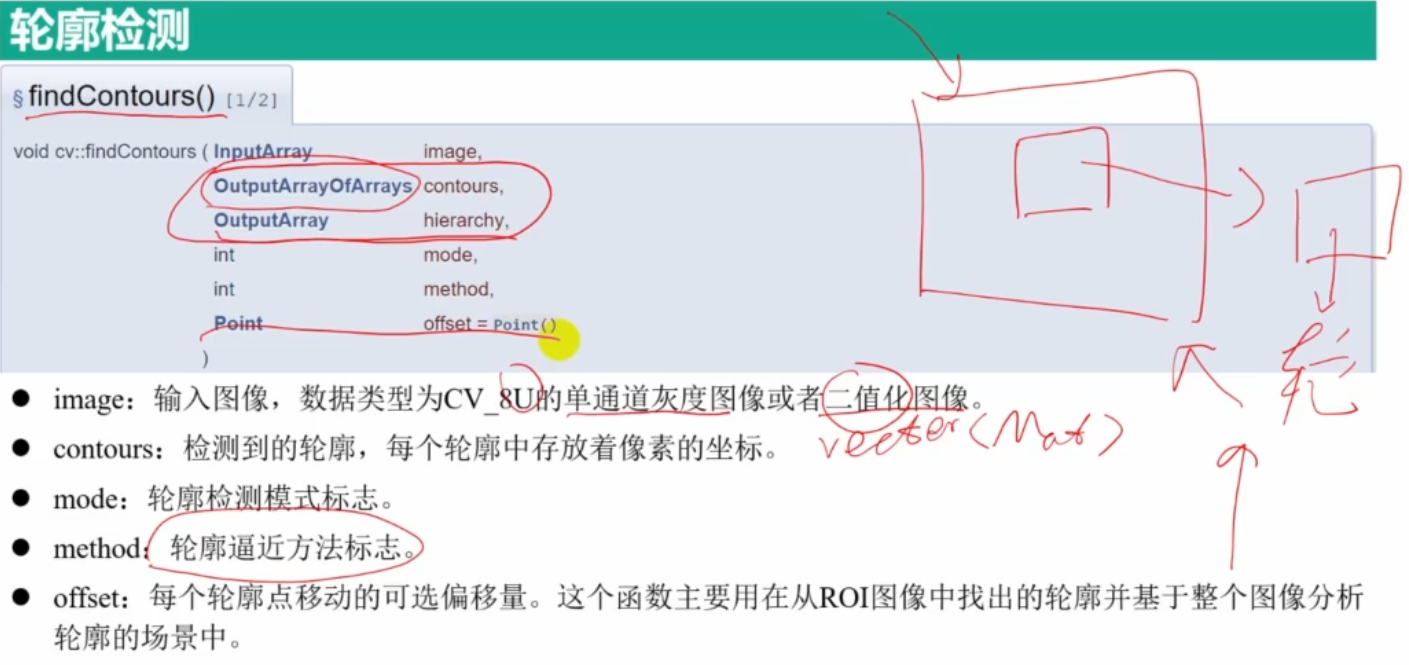 轮廓检测
§ findContours() [1/2]
void cv::findContours ( InputArray image,
OutputArrayOfArrays contours,
OutputArray hierarchy,
int mode,
int method,
Point offset = Point()
)
● image：输入图像，数据类型为CV_8U的单通道灰度图像或者二值化图像。
vector<Mat>
● contours：检测到的轮廓，每个轮廓中存放着像素的坐标。
● mode：轮廓检测模式标志。
● method：轮廓逼近方法标志。
● offset：每个轮廓点移动的可选偏移量。这个函数主要用在从ROI图像中找出的轮廓并基于整个图像分析
轮廓的场景中。